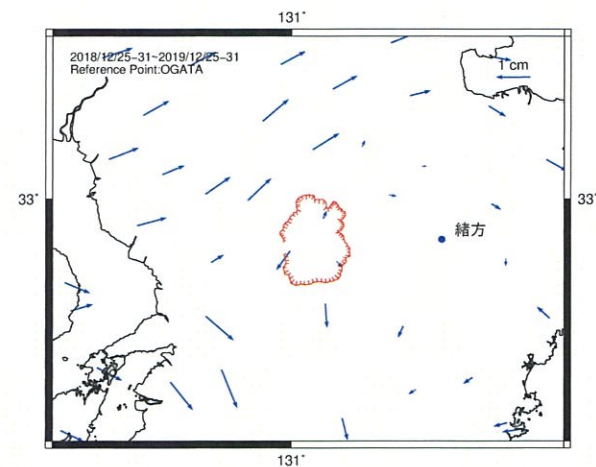 131°
2018/12/25-31~2019/12/25-31
Reference Point:OGATA
1 cm
33°
33°
緒方
131°